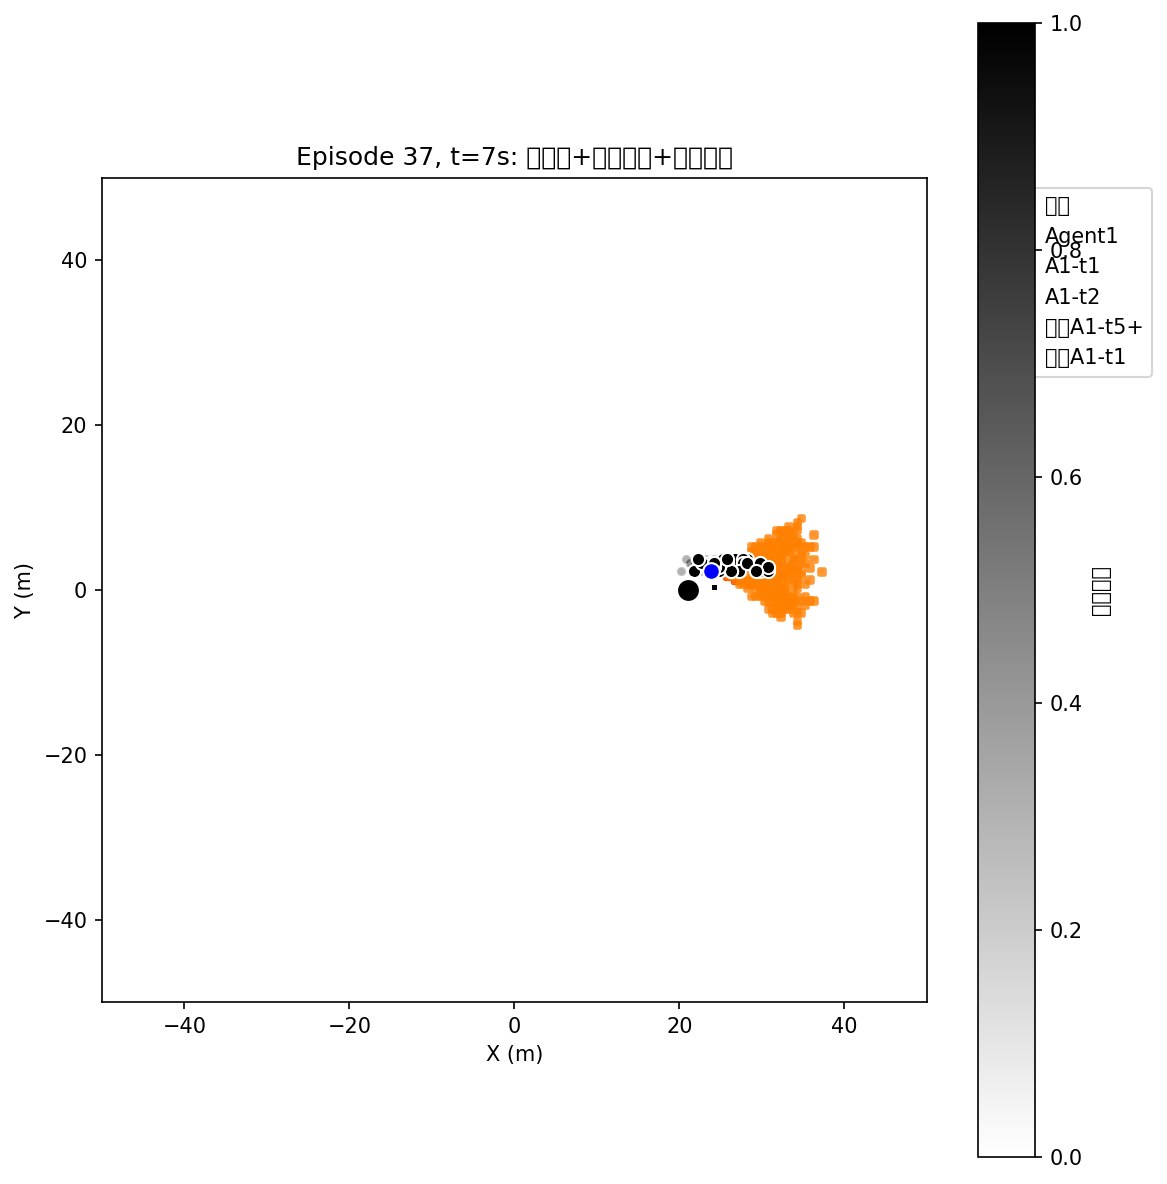 Episode 37, t=7s: □□□+□□□□+□□□□
40
20
0
−20
−40
Y (m)
−40
−20
0
20
40
X (m)
1.0
0.8
0.6
0.4
0.2
0.0
□□□□
□□
Agent1
A1-t1
A1-t2
□□A1-t5+
□□A1-t1